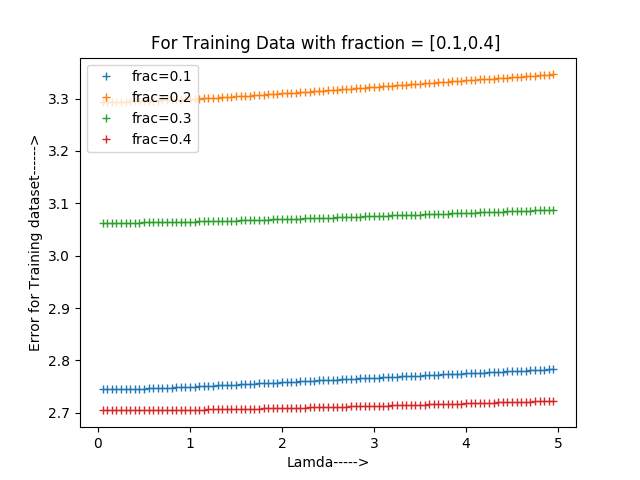 For Training Data with fraction = [0.1,0.4]
frac=0.1
frac=0.2
frac=0.3
frac=0.4
Error for Training dataset------>
3.3
3.2
3.1
3.0
2.9
2.8
2.7
0 1 2 3 4 5
Lamda----->